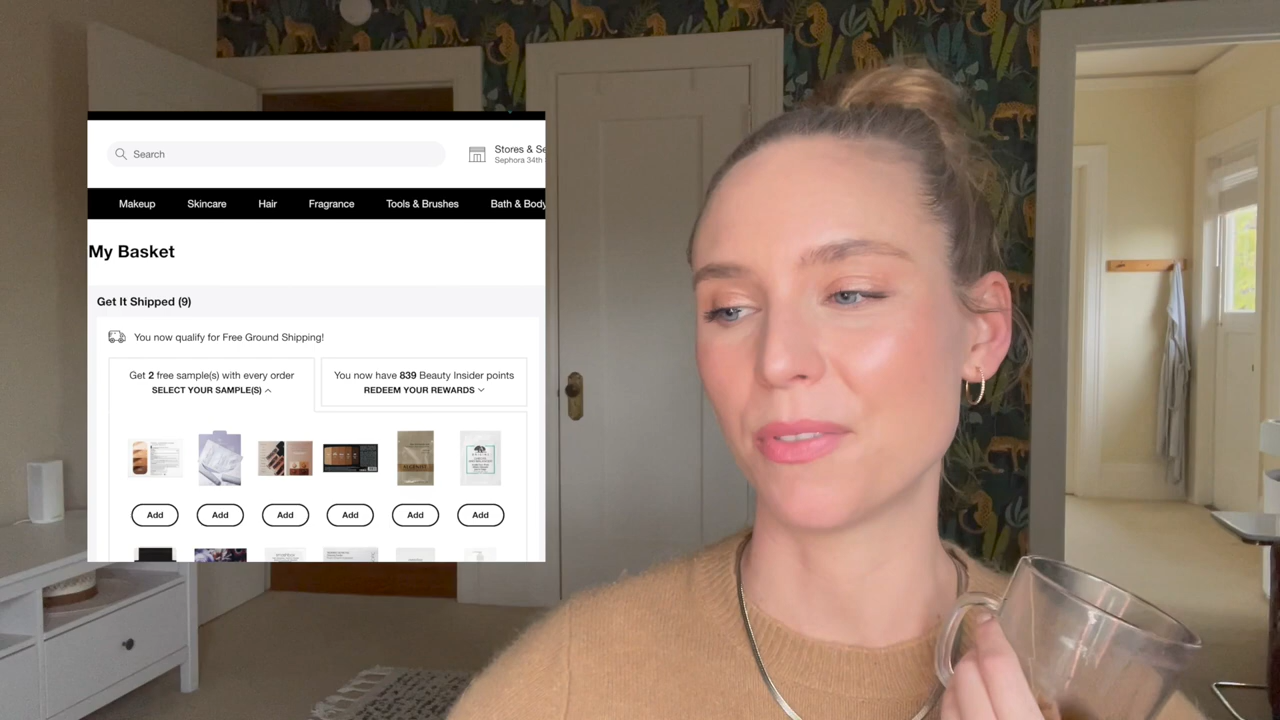 Search
Stores & Se
Sephora 34th
Makeup Skincare Hair Fragrance Tools & Brushes Bath & Body
My Basket
Get It Shipped (9)
You now qualify for Free Ground Shipping!
Get 2 free sample(s) with every order
SELECT YOUR SAMPLE(S)
You now have 839 Beauty Insider points
REDEEM YOUR REWARDS
ORIGINS
Add Add Add Add Add Add